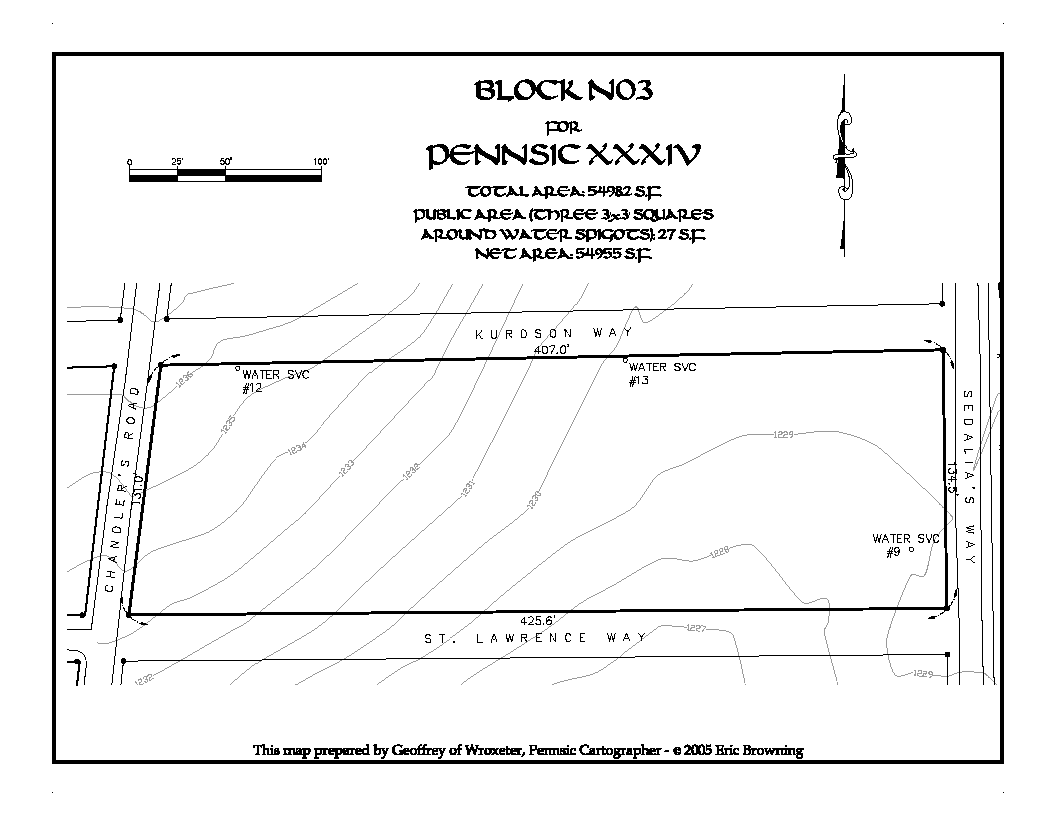 BLOCK N03
FOR
PENNSIC XXXIV
0 25' 50' 100'
TOTAL AREA: 54982 S.F.
PUBLIC AREA (THREE 3x3 SQUARES
AROUND WATER SPIGOTS): 27 S.F.
NET AREA: 54955 S.F.
KURDSON WAY
407.0'
WATER SVC
#12
WATER SVC
#13
1236
1235
1234
1233
1232
1231
1230
1229
1228
CHANDLER'S ROAD
131.0'
SEDALIA'S WAY
134.5'
WATER SVC
#9
425.6'
ST. LAWRENCE WAY
1227
1232
1229
This map prepared by Geoffrey of Wroxeter, Pennsic Cartographer - © 2005 Eric Browning